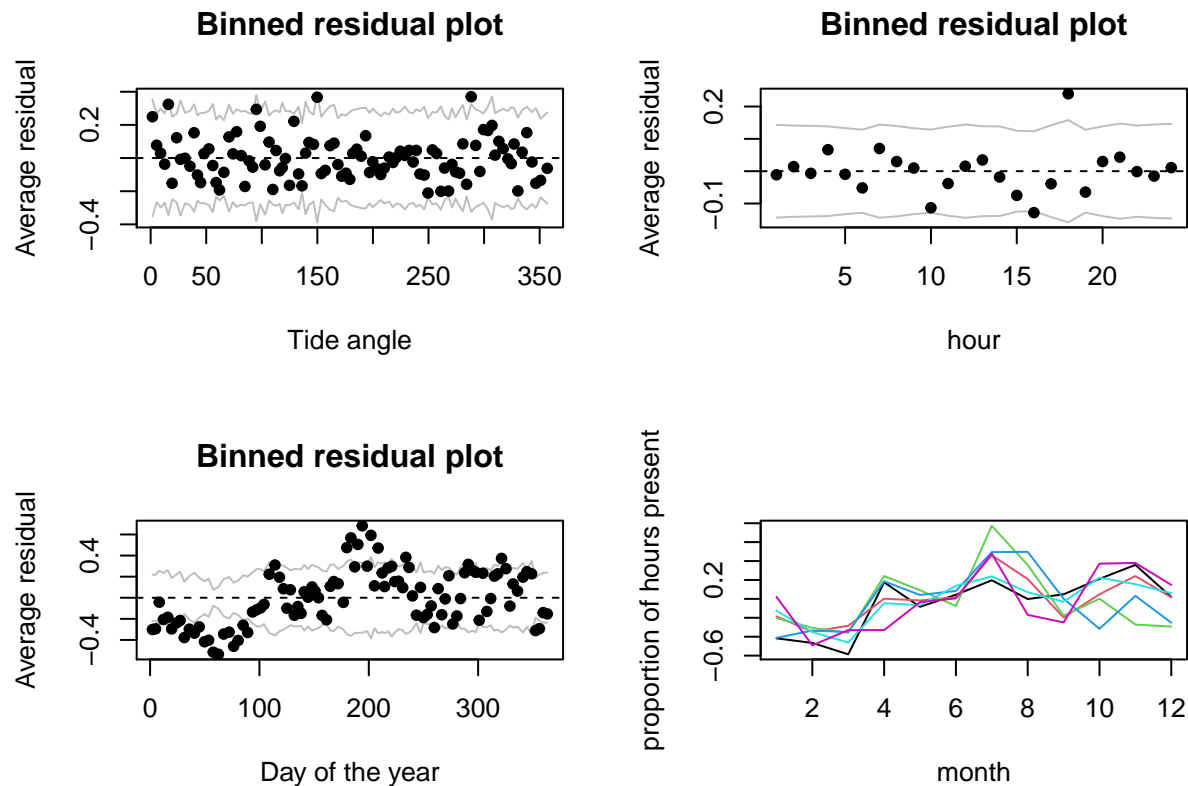 Binned residual plot
Average residual
0.2
−0.4
0 50 150 250 350
Tide angle
Binned residual plot
Average residual
0.2
−0.1
5 10 15 20
hour
Binned residual plot
Average residual
0.4
−0.4
0 100 200 300
Day of the year
proportion of hours present
0.2
−0.6
2 4 6 8 10 12
month